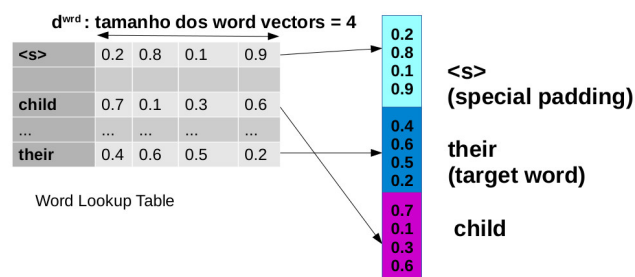 dwrd : tamanho dos word vectors = 4
<s> 0.2 0.8 0.1 0.9
child 0.7 0.1 0.3 0.6
... ... ... ... ...
their 0.4 0.6 0.5 0.2
Word Lookup Table
0.2
0.8
0.1
0.9
0.4
0.6
0.5
0.2
0.7
0.1
0.3
0.6
<s>
(special padding)
their
(target word)
child